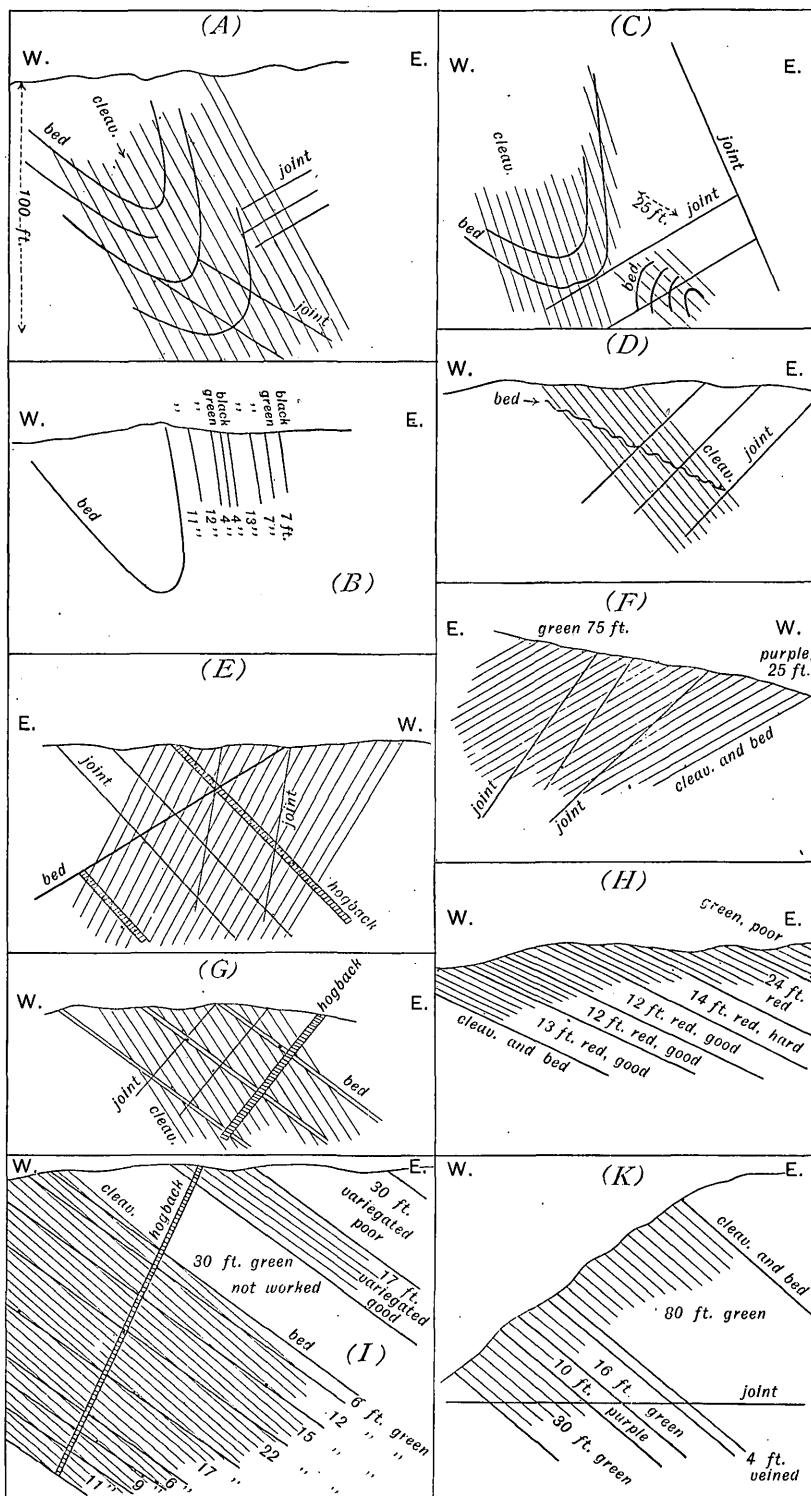 (A)
W.
E.
cleav.
bed
joint
100 ft.
joint
(B)
W.
E.
black
green
„
black
green
„
„
bed
11 „
12 „
4 „
4 „
13 „
7 „
7 ft.
(C)
W.
E.
cleav.
joint
25 ft.
joint
bed
bed
(D)
W.
E.
bed
cleav.
joint
(E)
E.
W.
joint
joint
bed
hogback
(F)
E.
green 75 ft.
W.
purple,
25 ft.
joint
joint
cleav. and bed
(G)
W.
E.
hogback
joint
cleav.
bed
(H)
W.
E.
green, poor
24 ft.
red
14 ft. red, hard
12 ft. red, good
12 ft. red, good
13 ft. red, good
cleav. and bed
(I)
W.
E.
cleav.
hogback
30 ft.
variegated
poor
17 ft.
variegated
good
30 ft. green
not worked
bed
6 ft. green
12 „ „
15 „ „
22 „ „
17 „ „
6 „ „
9 „
11 „
(K)
W.
E.
cleav. and bed
80 ft. green
16 ft. green
10 ft. purple
30 ft. green
joint
4 ft.
veined